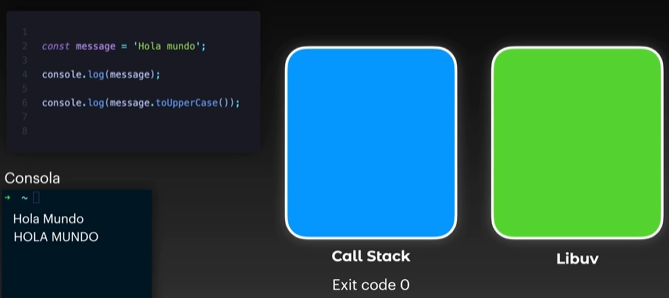 1
2 const message = 'Hola mundo';
3
4 console.log(message);
5
6 console.log(message.toUpperCase());
7
8
Consola
→ ~
Hola Mundo
HOLA MUNDO
Call Stack
Libuv
Exit code 0